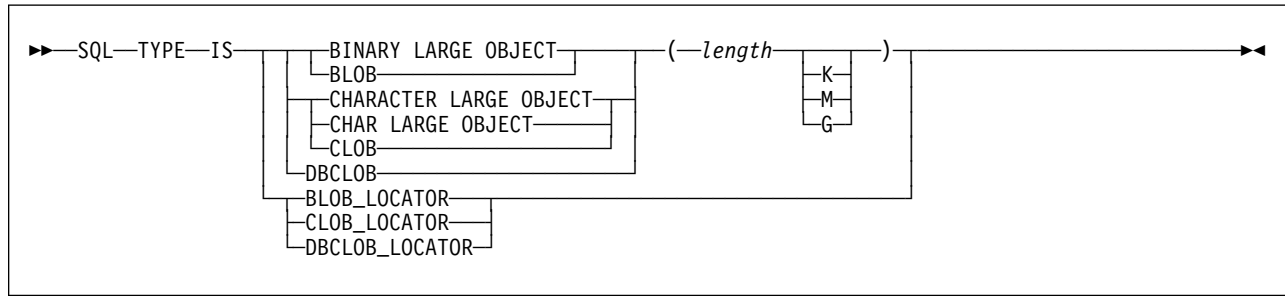 SQL TYPE IS BINARY LARGE OBJECT ( length )
BLOB K
CHARACTER LARGE OBJECT M
CHAR LARGE OBJECT G
CLOB
DBCLOB
BLOB_LOCATOR
CLOB_LOCATOR
DBCLOB_LOCATOR